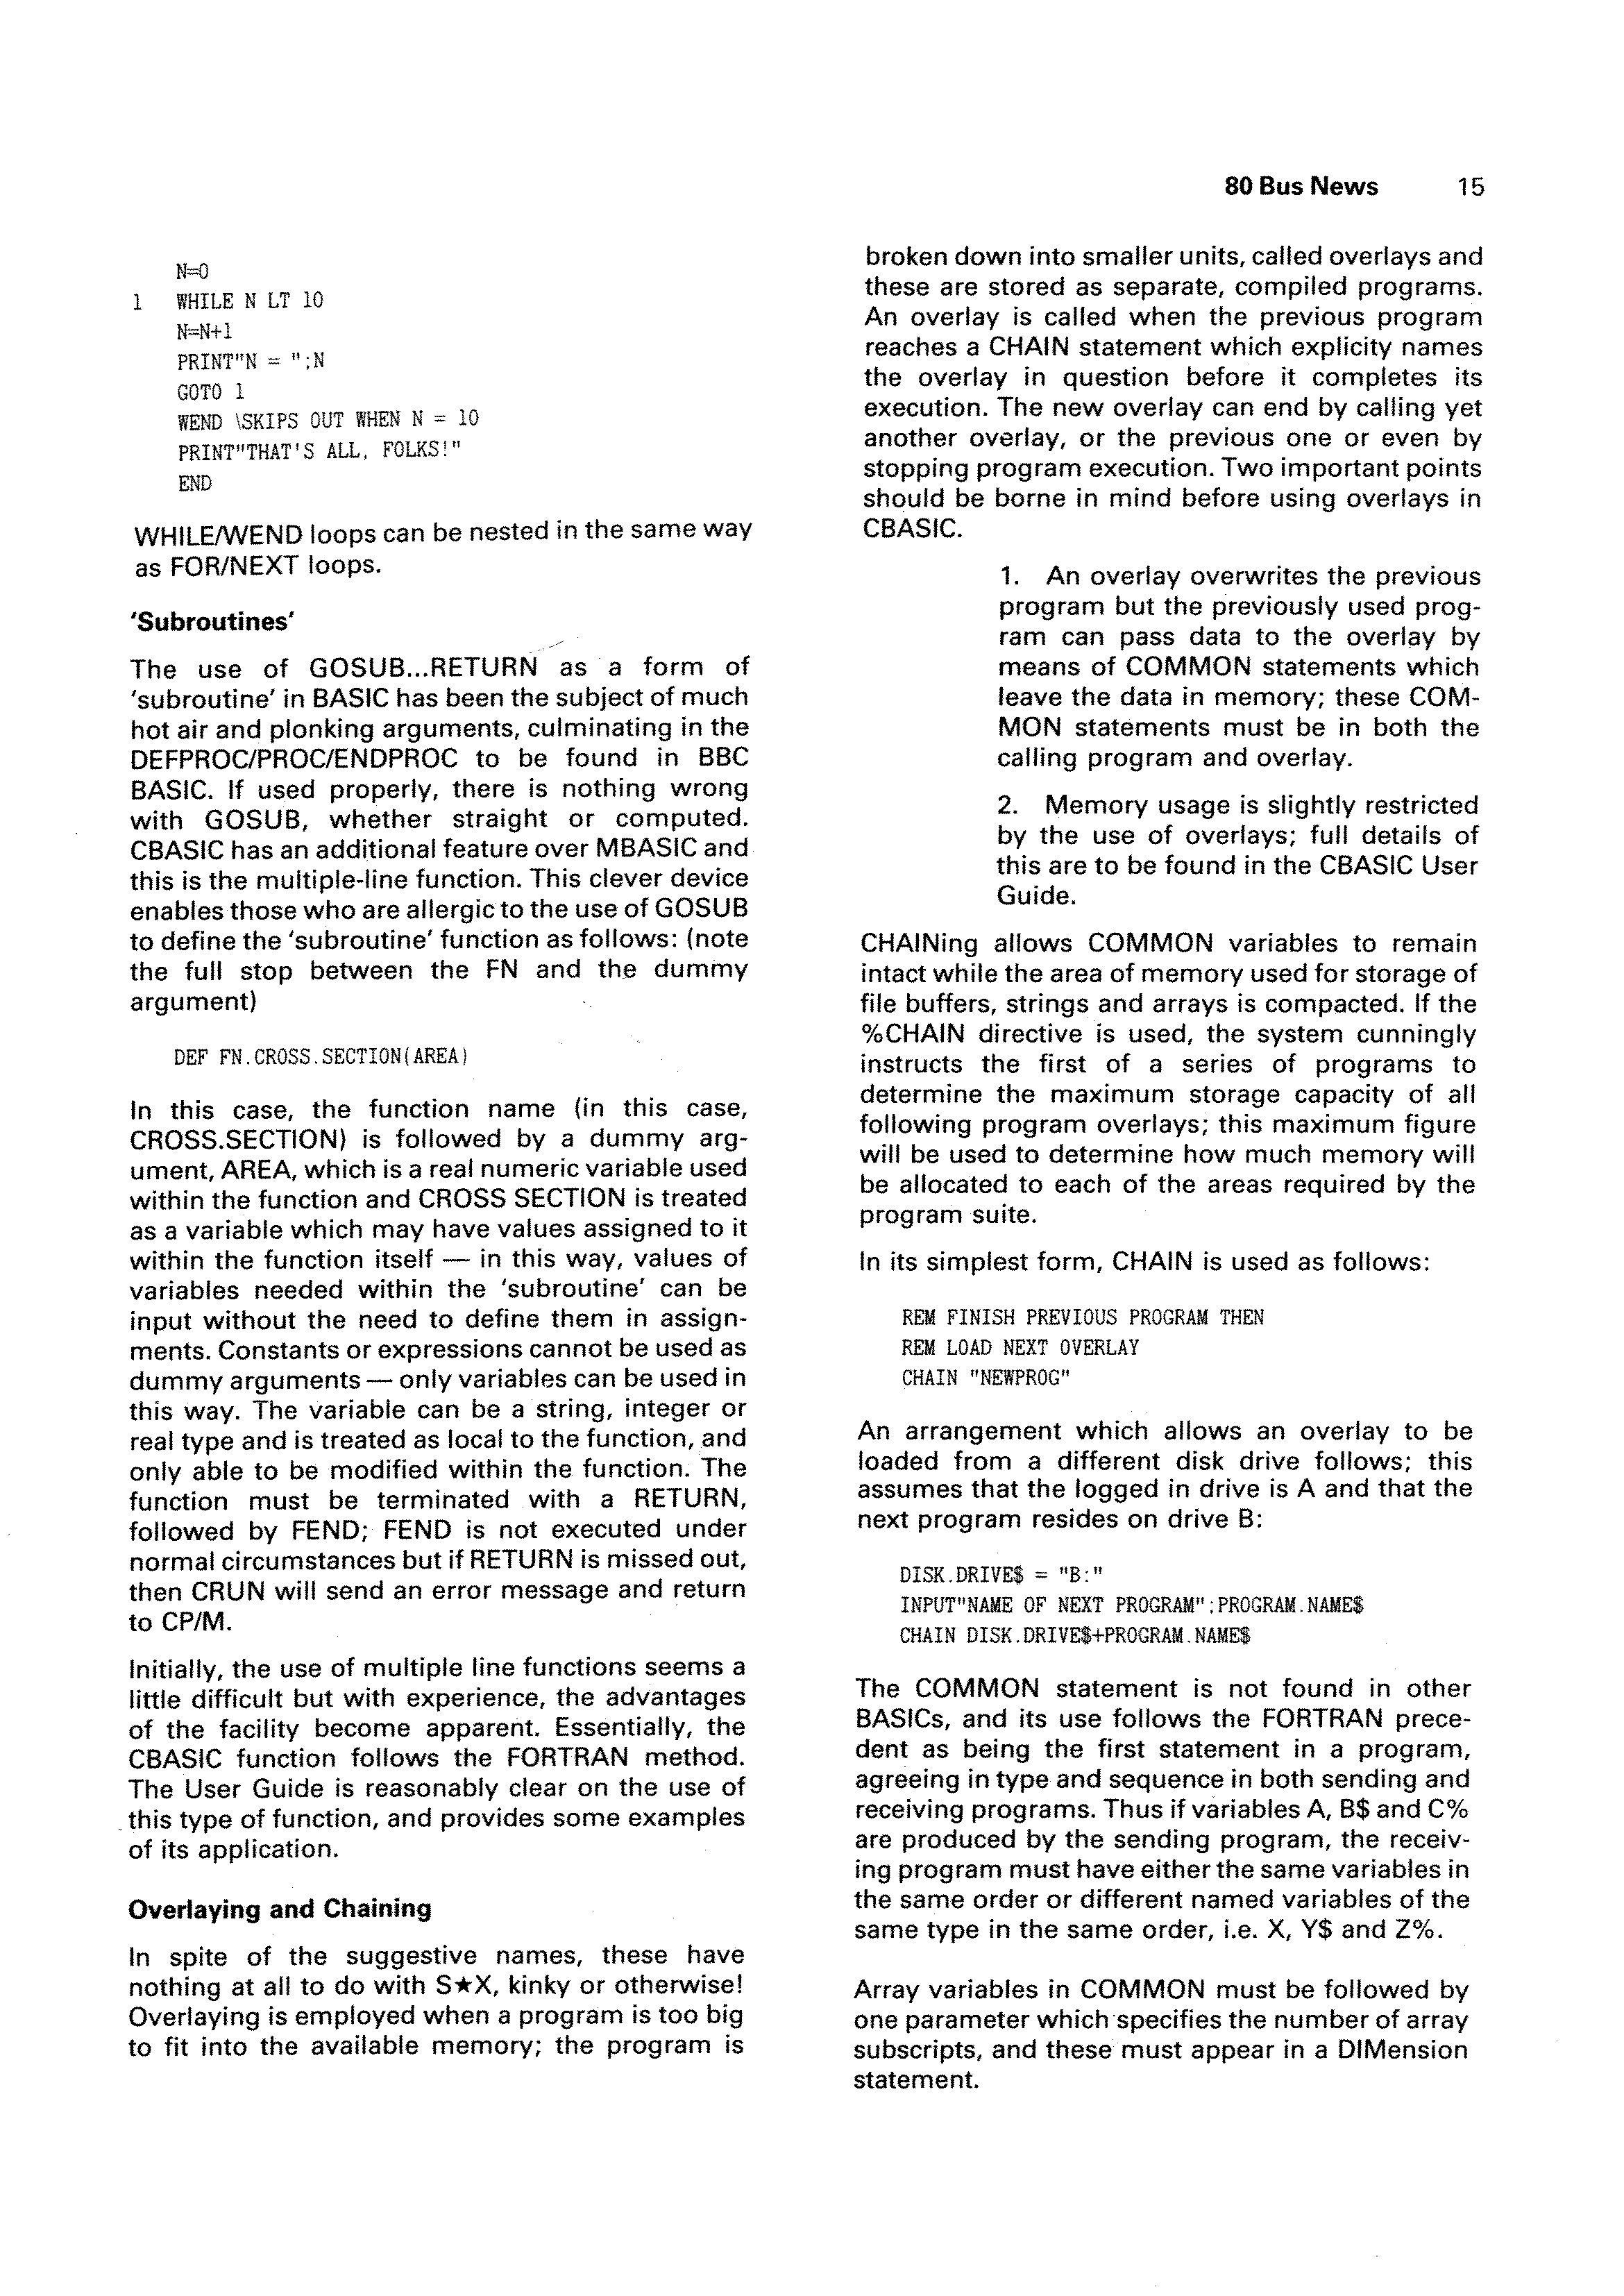 80 Bus News 15
N=0
1 WHILE N LT 10
N=N+1
PRINT"N = ";N
GOTO 1
WEND \SKIPS OUT WHEN N = 10
PRINT"THAT'S ALL, FOLKS!"
END
WHILE/WEND loops can be nested in the same way
as FOR/NEXT loops.
'Subroutines'
The use of GOSUB...RETURN as a form of
'subroutine' in BASIC has been the subject of much
hot air and plonking arguments, culminating in the
DEFPROC/PROC/ENDPROC to be found in BBC
BASIC. If used properly, there is nothing wrong
with GOSUB, whether straight or computed.
CBASIC has an additional feature over MBASIC and
this is the multiple-line function. This clever device
enables those who are allergic to the use of GOSUB
to define the 'subroutine' function as follows: (note
the full stop between the FN and the dummy
argument)
DEF FN.CROSS.SECTION(AREA)
In this case, the function name (in this case,
CROSS.SECTION) is followed by a dummy arg-
ument, AREA, which is a real numeric variable used
within the function and CROSS SECTION is treated
as a variable which may have values assigned to it
within the function itself — in this way, values of
variables needed within the 'subroutine' can be
input without the need to define them in assign-
ments. Constants or expressions cannot be used as
dummy arguments — only variables can be used in
this way. The variable can be a string, integer or
real type and is treated as local to the function, and
only able to be modified within the function. The
function must be terminated with a RETURN,
followed by FEND; FEND is not executed under
normal circumstances but if RETURN is missed out,
then CRUN will send an error message and return
to CP/M.
Initially, the use of multiple line functions seems a
little difficult but with experience, the advantages
of the facility become apparent. Essentially, the
CBASIC function follows the FORTRAN method.
The User Guide is reasonably clear on the use of
this type of function, and provides some examples
of its application.
Overlaying and Chaining
In spite of the suggestive names, these have
nothing at all to do with S★X, kinky or otherwise!
Overlaying is employed when a program is too big
to fit into the available memory; the program is
broken down into smaller units, called overlays and
these are stored as separate, compiled programs.
An overlay is called when the previous program
reaches a CHAIN statement which explicity names
the overlay in question before it completes its
execution. The new overlay can end by calling yet
another overlay, or the previous one or even by
stopping program execution. Two important points
should be borne in mind before using overlays in
CBASIC.
1. An overlay overwrites the previous
program but the previously used prog-
ram can pass data to the overlay by
means of COMMON statements which
leave the data in memory; these COM-
MON statements must be in both the
calling program and overlay.
2. Memory usage is slightly restricted
by the use of overlays; full details of
this are to be found in the CBASIC User
Guide.
CHAINing allows COMMON variables to remain
intact while the area of memory used for storage of
file buffers, strings and arrays is compacted. If the
%CHAIN directive is used, the system cunningly
instructs the first of a series of programs to
determine the maximum storage capacity of all
following program overlays; this maximum figure
will be used to determine how much memory will
be allocated to each of the areas required by the
program suite.
In its simplest form, CHAIN is used as follows:
REM FINISH PREVIOUS PROGRAM THEN
REM LOAD NEXT OVERLAY
CHAIN "NEWPROG"
An arrangement which allows an overlay to be
loaded from a different disk drive follows; this
assumes that the logged in drive is A and that the
next program resides on drive B:
DISK.DRIVE$ = "B:"
INPUT"NAME OF NEXT PROGRAM";PROGRAM.NAME$
CHAIN DISK.DRIVE$+PROGRAM.NAME$
The COMMON statement is not found in other
BASICs, and its use follows the FORTRAN prece-
dent as being the first statement in a program,
agreeing in type and sequence in both sending and
receiving programs. Thus if variables A, B$ and C%
are produced by the sending program, the receiv-
ing program must have either the same variables in
the same order or different named variables of the
same type in the same order, i.e. X, Y$ and Z%.
Array variables in COMMON must be followed by
one parameter which specifies the number of array
subscripts, and these must appear in a DIMension
statement.